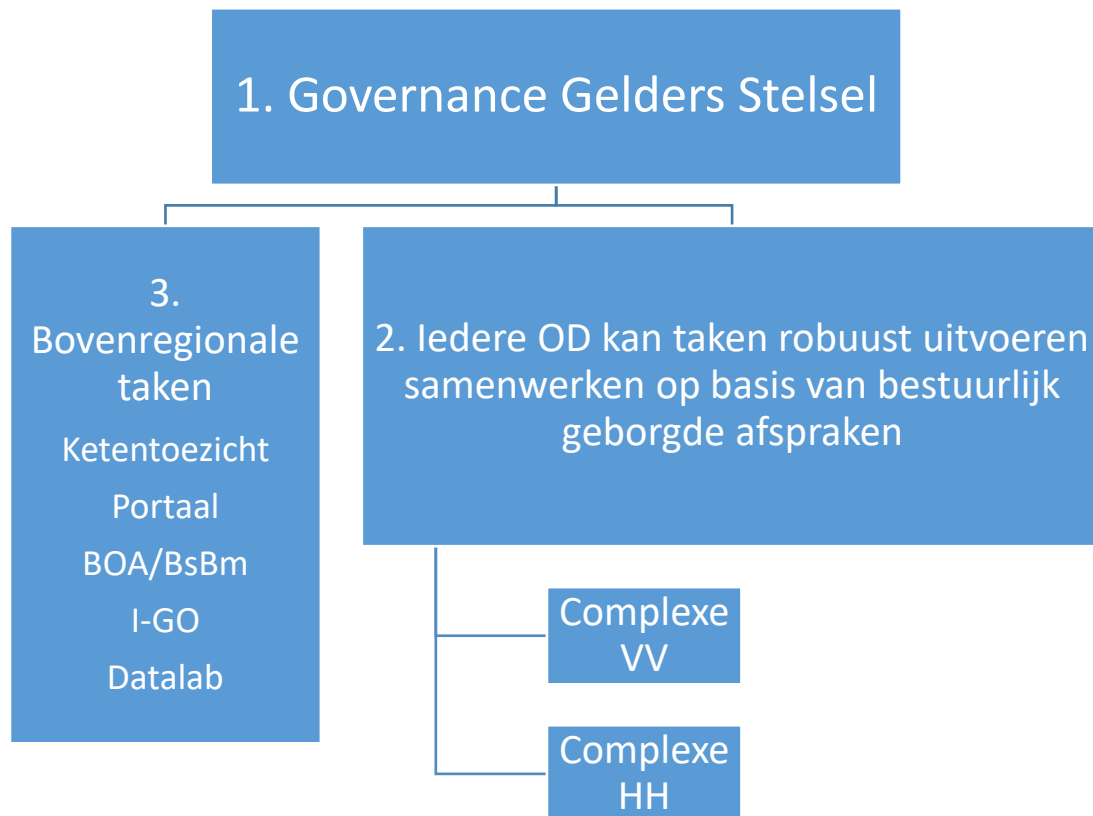 1. Governance Gelders Stelsel
3.
Bovenregionale
taken
Ketentoezicht
Portaal
BOA/BsBm
I-GO
Datalab
2. Iedere OD kan taken robuust uitvoeren
samenwerken op basis van bestuurlijk
geborgde afspraken
Complexe
VV
Complexe
HH